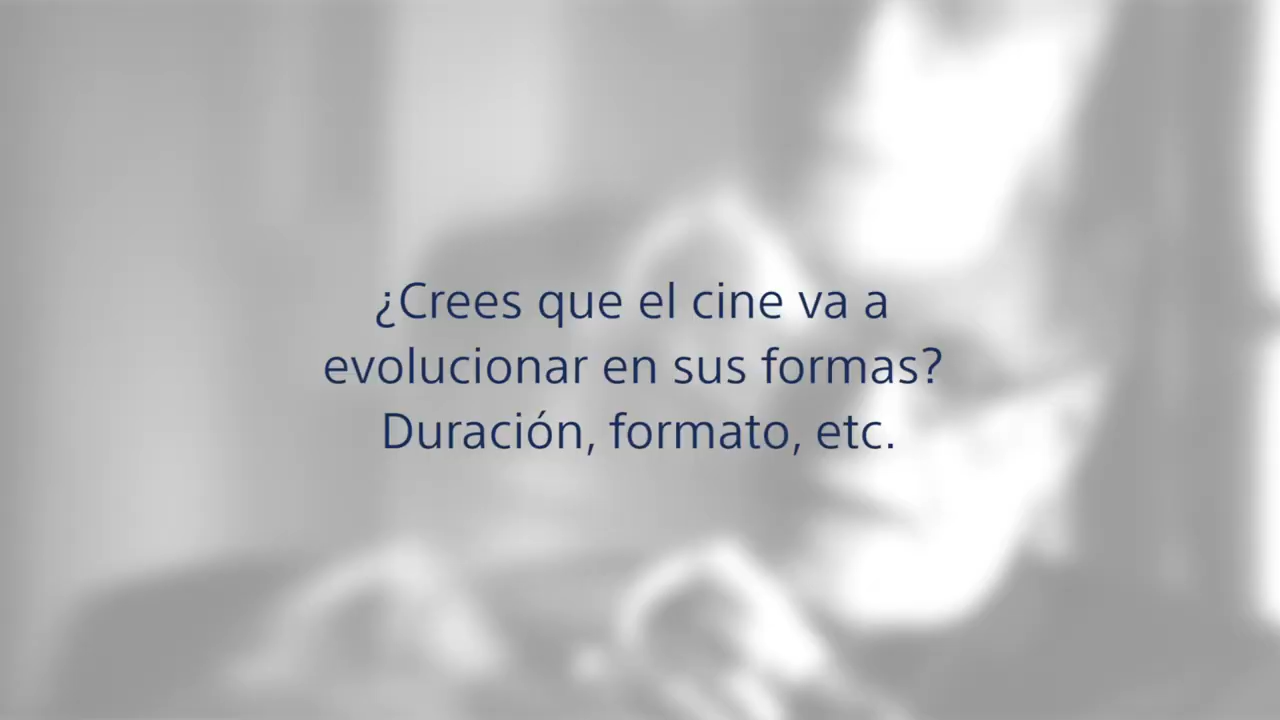 ¿Crees que el cine va a
evolucionar en sus formas?
Duración, formato, etc.